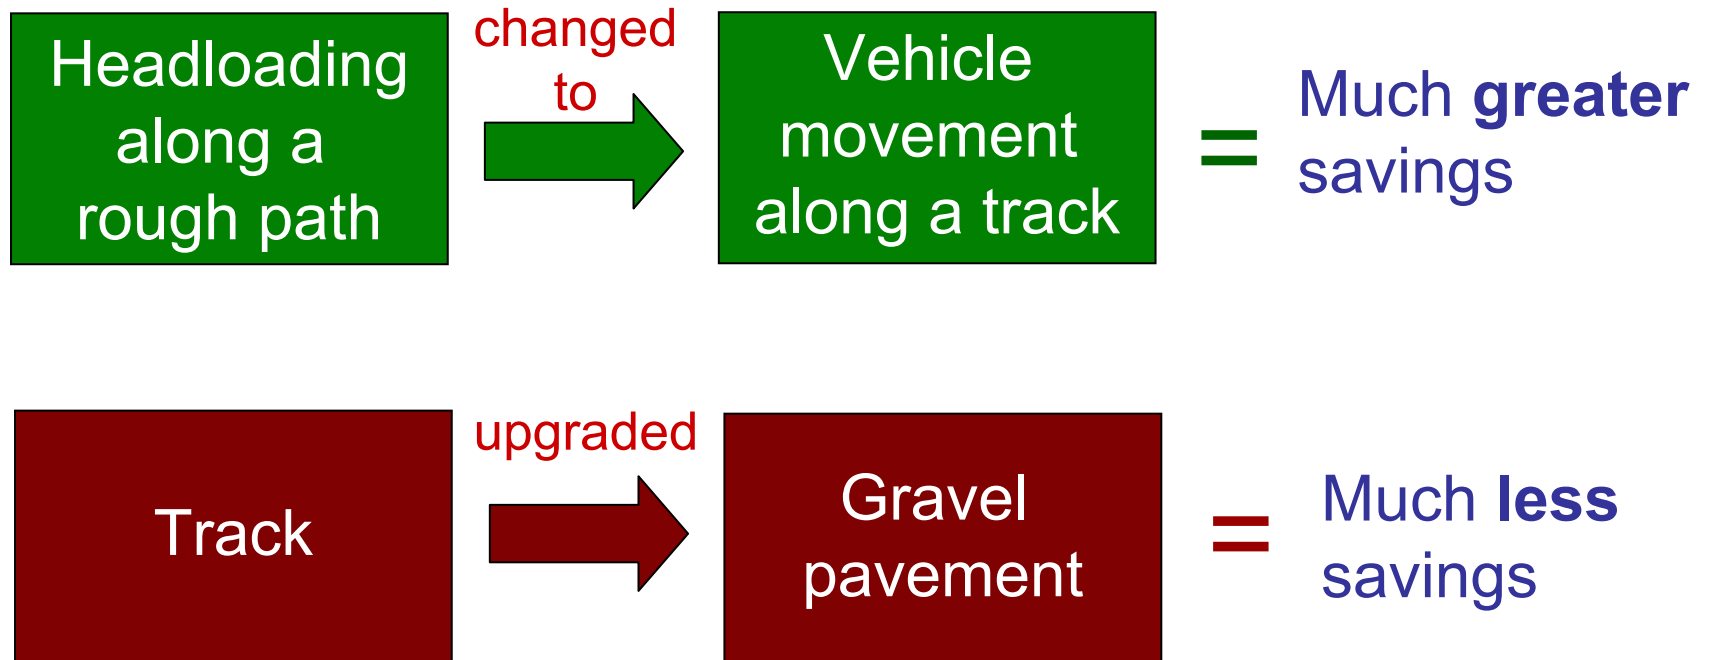 Headloading
along a
rough path
changed
to
Vehicle
movement
along a track
=
Much greater
savings
Track
upgraded
Gravel
pavement
=
Much less
savings